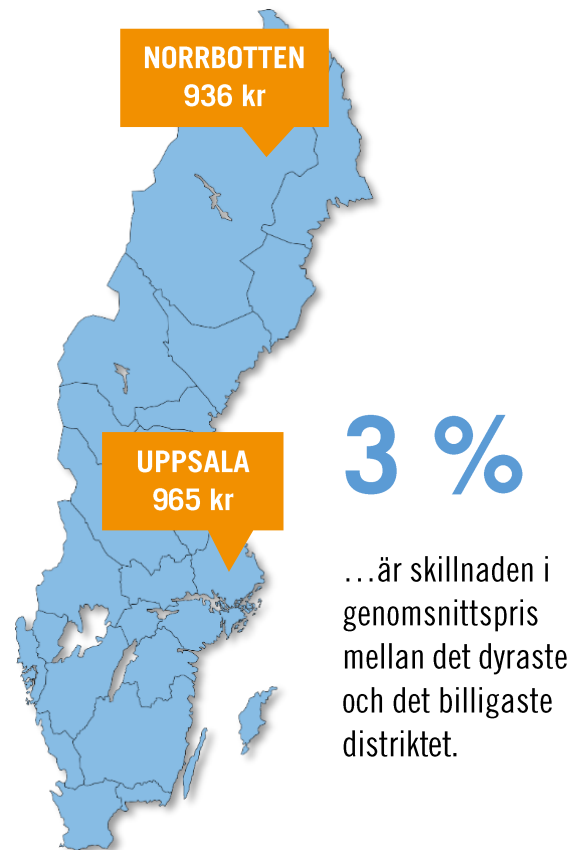 NORRBOTTEN
936 kr
UPPSALA
965 kr
3 %
...är skillnaden i
genomsnittspris
mellan det dyraste
och det billigaste
distriktet.